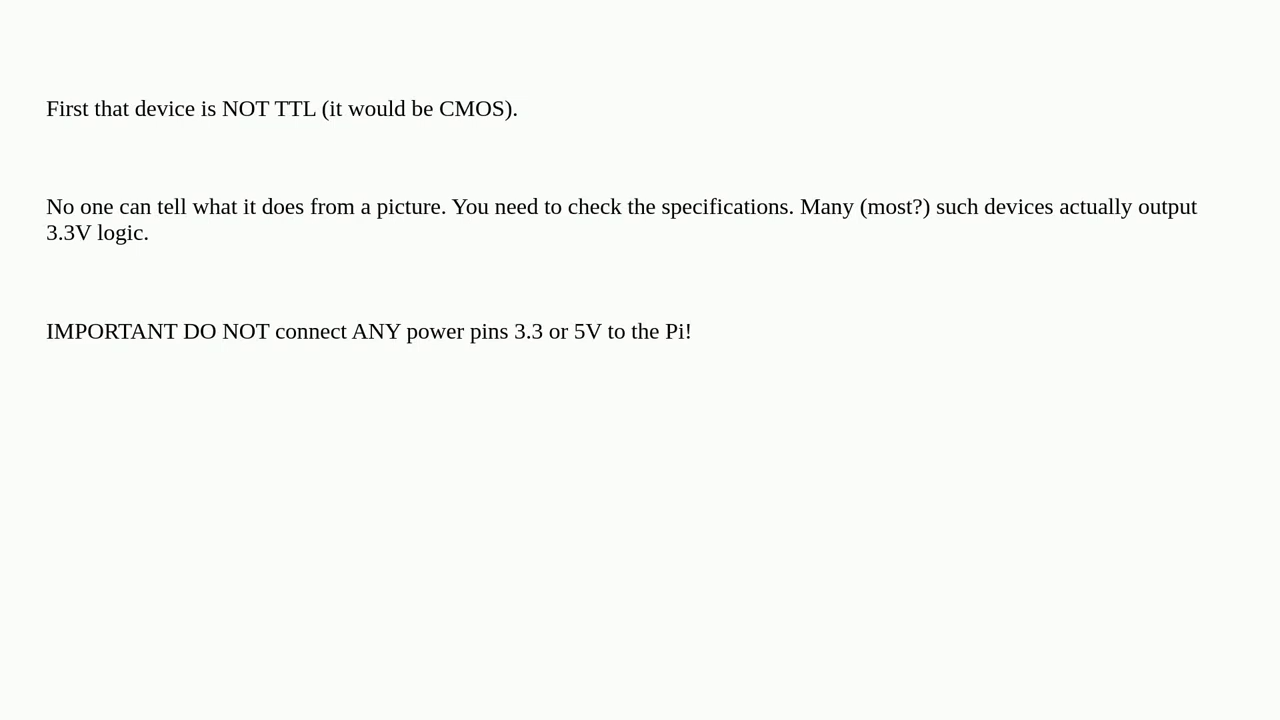 First that device is NOT TTL (it would be CMOS).
No one can tell what it does from a picture. You need to check the specifications. Many (most?) such devices actually output
3.3V logic.
IMPORTANT DO NOT connect ANY power pins 3.3 or 5V to the Pi!